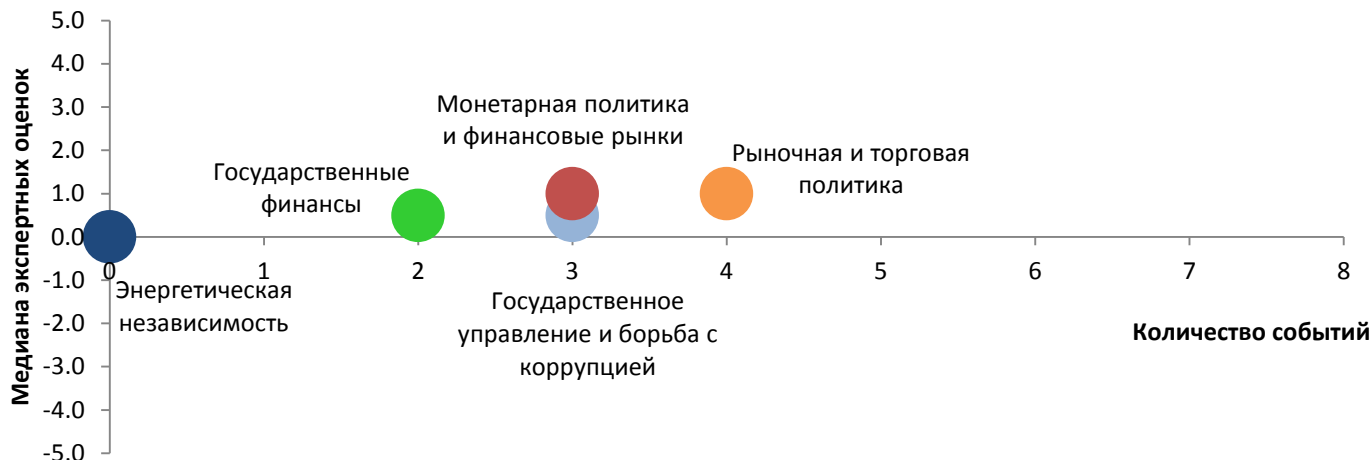 Медиана экспертных оценок
5.0
4.0
3.0
2.0
1.0
0.0
-1.0
-2.0
-3.0
-4.0
-5.0
Монетарная политика
и финансовые рынки
Рыночная и торговая
политика
Государственные
финансы
0 1 2 3 4 5 6 7 8
Энергетическая
независимость
Государственное
управление и борьба с
коррупцией
Количество событий